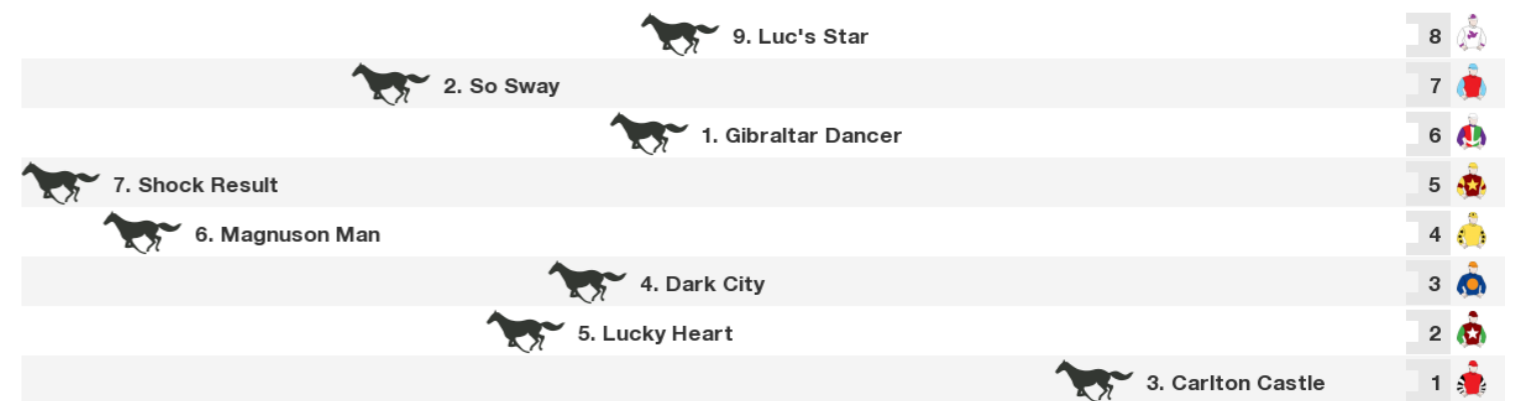 9. Luc's Star 8
2. So Sway 7
1. Gibraltar Dancer 6
7. Shock Result 5
6. Magnuson Man 4
4. Dark City 3
5. Lucky Heart 2
3. Carlton Castle 1